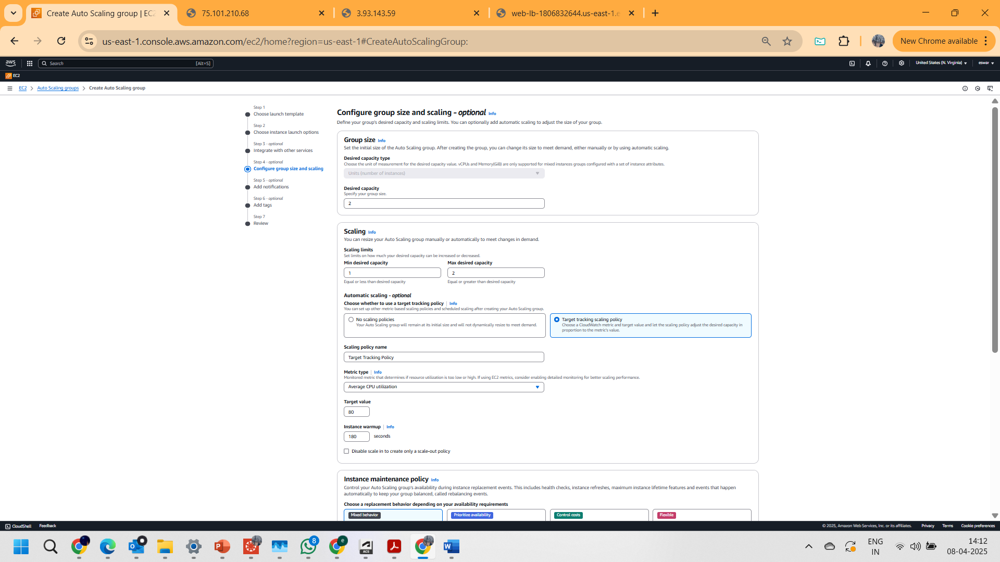 Create Auto Scaling group | EC2
75.101.210.68
3.93.143.59
web-lb-1806832644.us-east-1.e
us-east-1.console.aws.amazon.com/ec2/home?region=us-east-1#CreateAutoScalingGroup:
New Chrome available
aws
Search
[Alt+S]
United States (N. Virginia)
eswar
EC2
EC2 > Auto Scaling groups > Create Auto Scaling group
Step 1
Choose launch template
Step 2
Choose instance launch options
Step 3 - optional
Integrate with other services
Step 4 - optional
Configure group size and scaling
Step 5 - optional
Add notifications
Step 6 - optional
Add tags
Step 7
Review
Configure group size and scaling - optional Info
Define your group's desired capacity and scaling limits. You can optionally add automatic scaling to adjust the size of your group.
Group size Info
Set the initial size of the Auto Scaling group. After creating the group, you can change its size to meet demand, either manually or by using automatic scaling.
Desired capacity type
Choose the unit of measurement for the desired capacity value. vCPUs and Memory(GiB) are only supported for mixed instances groups configured with a set of instance attributes.
Units (number of instances)
Desired capacity
Specify your group size.
2
Scaling Info
You can resize your Auto Scaling group manually or automatically to meet changes in demand.
Scaling limits
Set limits on how much your desired capacity can be increased or decreased.
Min desired capacity
Max desired capacity
1
2
Equal or less than desired capacity
Equal or greater than desired capacity
Automatic scaling - optional
Choose whether to use a target tracking policy | Info
You can set up other metric-based scaling policies and scheduled scaling after creating your Auto Scaling group.
No scaling policies
Your Auto Scaling group will remain at its initial size and will not dynamically resize to meet demand.
Target tracking scaling policy
Choose a CloudWatch metric and target value and let the scaling policy adjust the desired capacity in
proportion to the metric's value.
Scaling policy name
Target Tracking Policy
Metric type | Info
Monitored metric that determines if resource utilization is too low or high. If using EC2 metrics, consider enabling detailed monitoring for better scaling performance.
Average CPU utilization
Target value
80
Instance warmup | Info
180
seconds
Disable scale in to create only a scale-out policy
Instance maintenance policy Info
Control your Auto Scaling group's availability during instance replacement events. This includes health checks, instance refreshes, maximum instance lifetime features and events that happen
automatically to keep your group balanced, called rebalancing events.
Choose a replacement behavior depending on your availability requirements
Mixed behavior
Prioritize availability
Control costs
Flexible
CloudShell
Feedback
© 2025, Amazon Web Services, Inc. or its affiliates.
Privacy
Terms
Cookie preferences
8
e
ACS
ENG
IN
14:12
08-04-2025